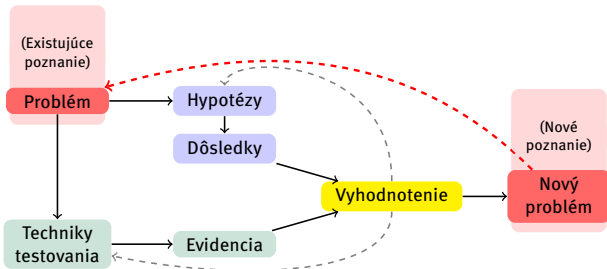 (Existujúce
poznanie)
Problém
Hypotézy
Dôsledky
(Nové
poznanie)
Vyhodnotenie
Nový
problém
Techniky
testovania
Evidencia